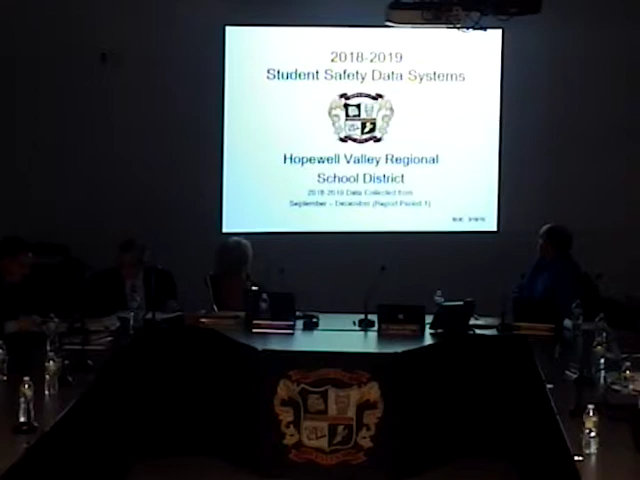 2018-2019
Student Safety Data Systems
Hopewell Valley Regional
School District
2018-2019 Data Collected from
September – December (Report Period 1)